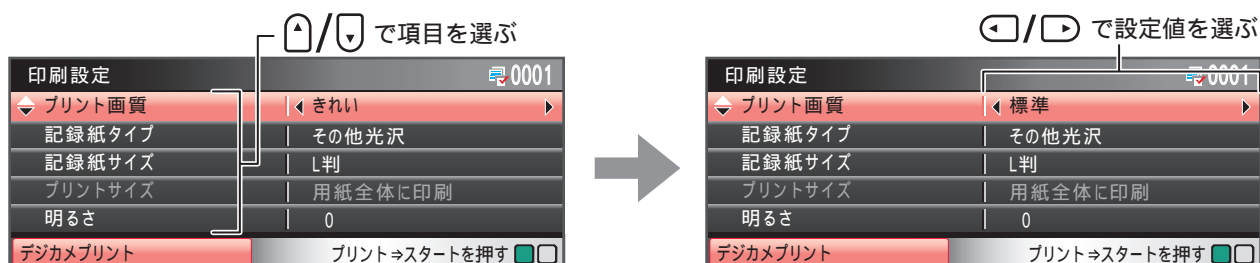 で項目を選ぶ
印刷設定 0001
プリント画質 きれい
記録紙タイプ その他光沢
記録紙サイズ L判
プリントサイズ 用紙全体に印刷
明るさ 0
デジカメプリント プリント⇒スタートを押す
で設定値を選ぶ
印刷設定 0001
プリント画質 標準
記録紙タイプ その他光沢
記録紙サイズ L判
プリントサイズ 用紙全体に印刷
明るさ 0
デジカメプリント プリント⇒スタートを押す